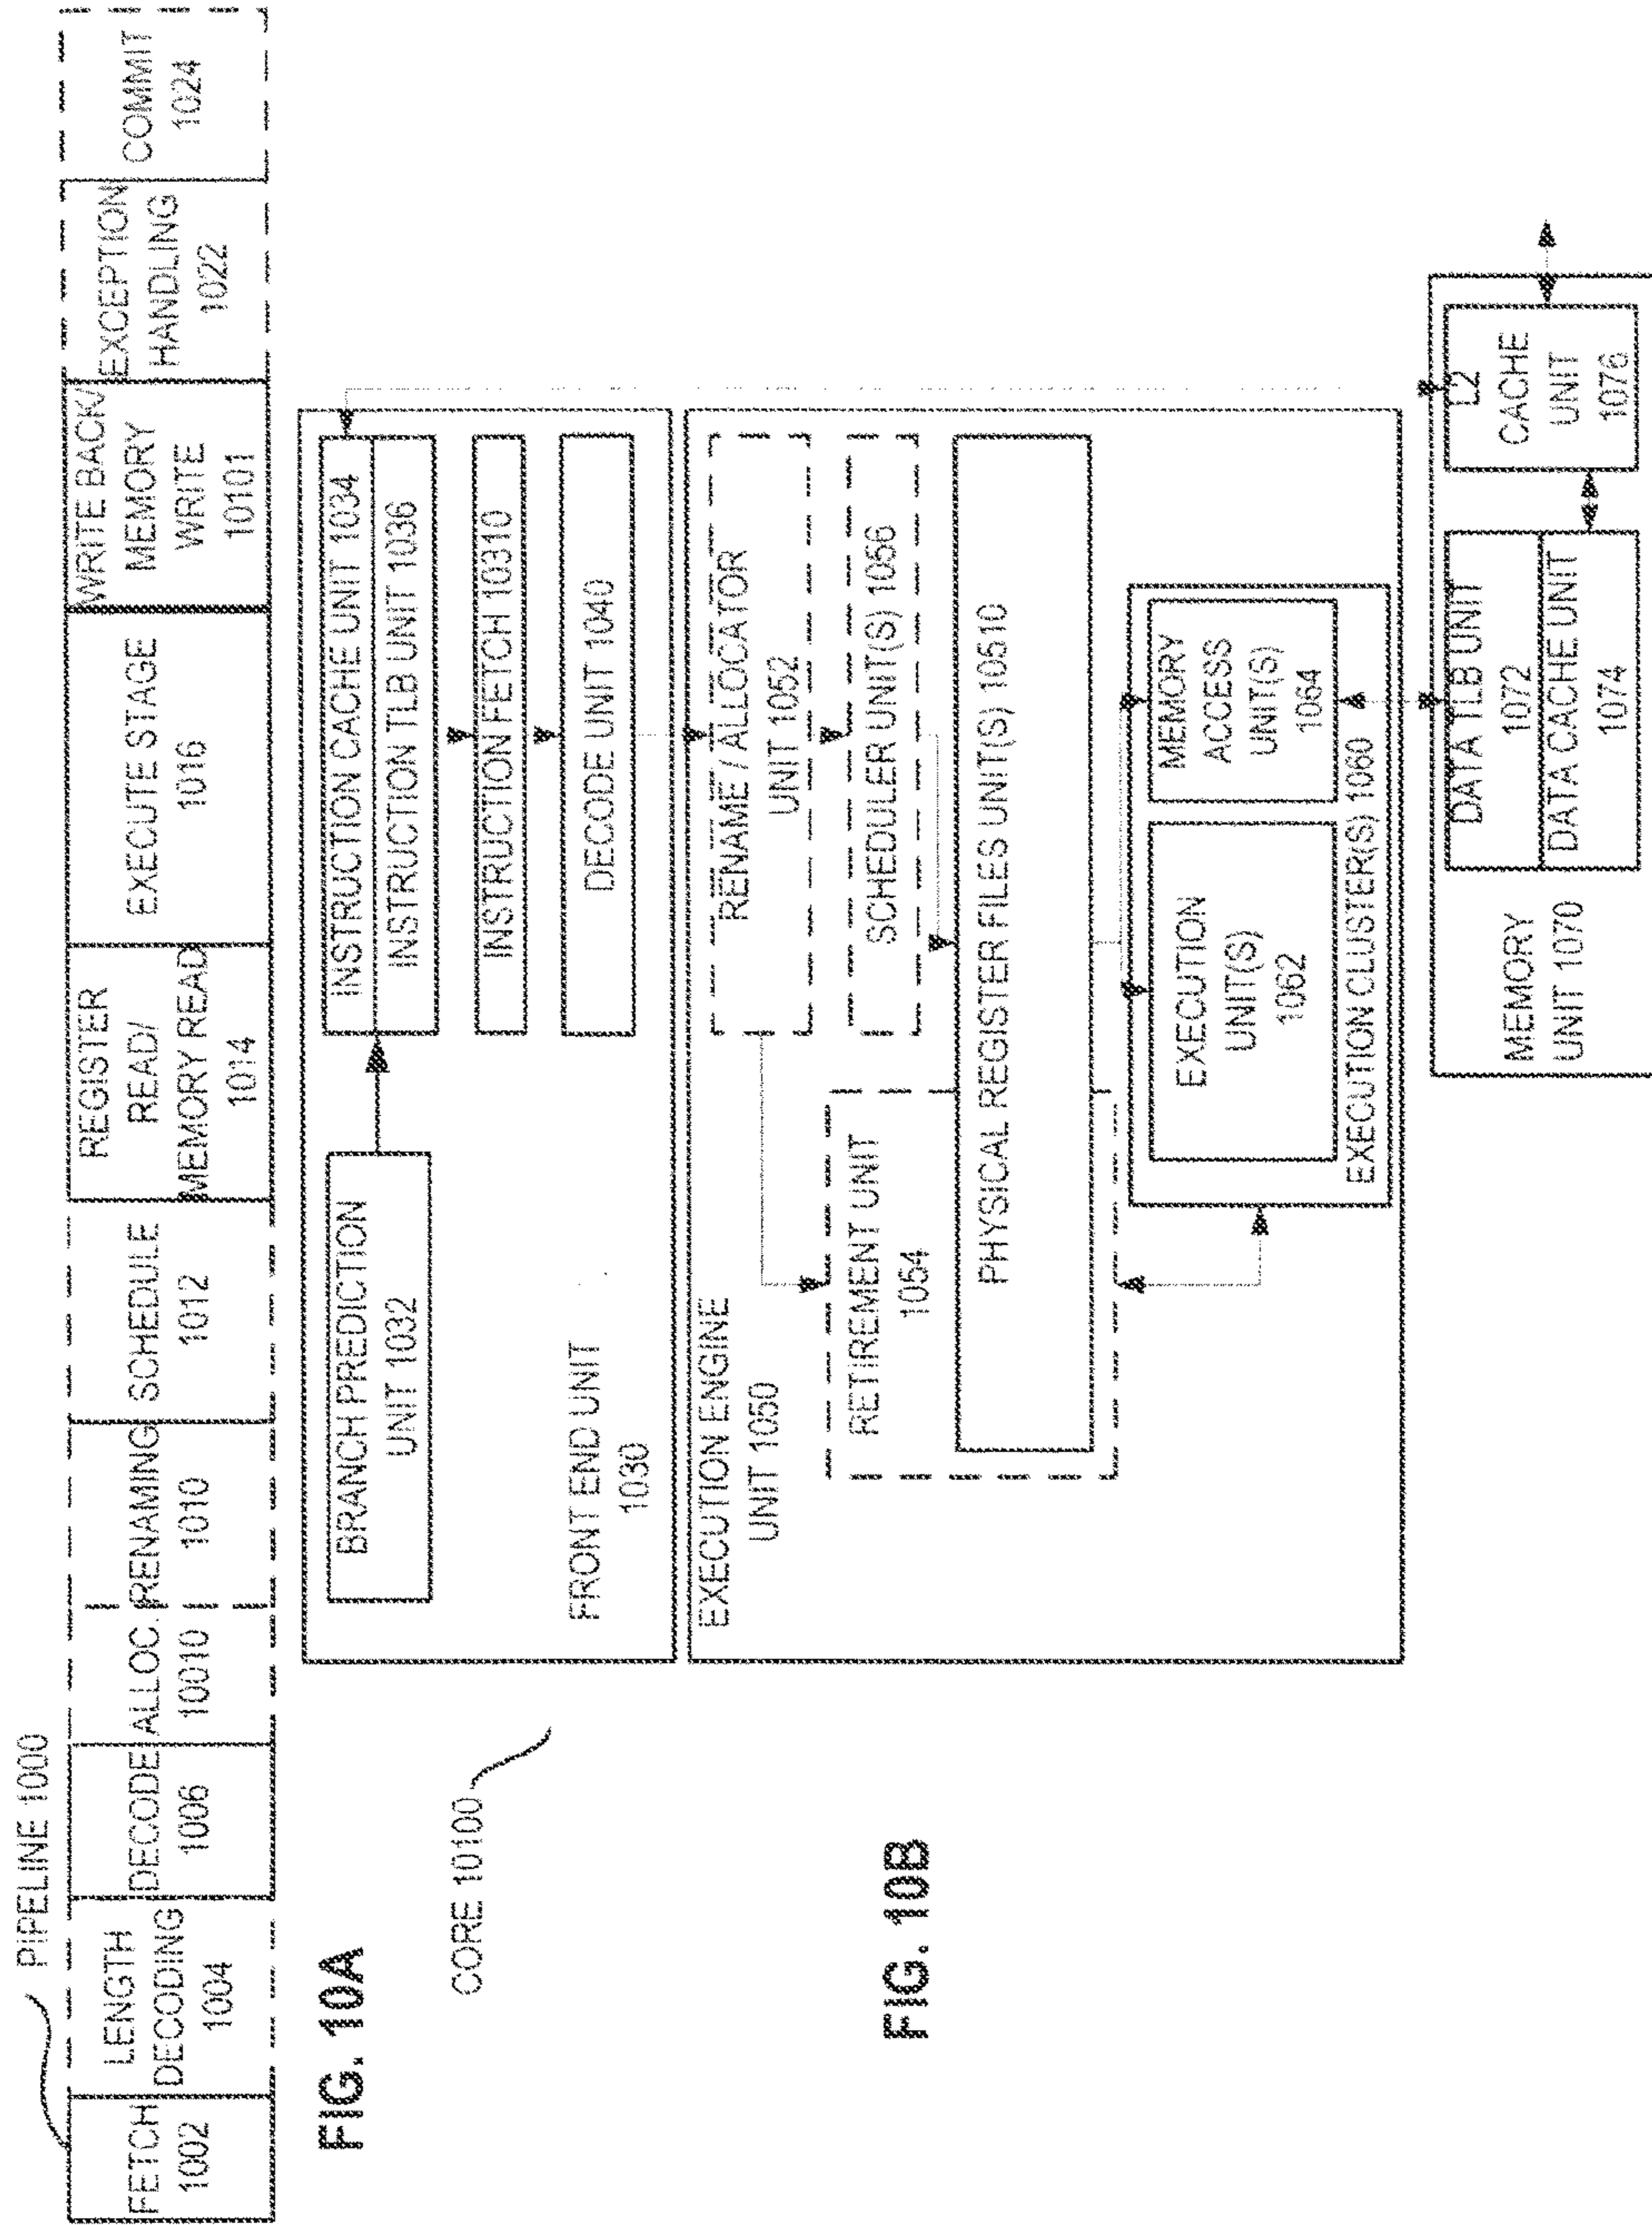 PIPELINE 1000
FETCH
1002
LENGTH
DECODING
1004
DECODE
1006
ALLOC.
10010
RENAMING
1010
SCHEDULE
1012
REGISTER
READ/
MEMORY READ
1014
EXECUTE STAGE
1016
WRITE BACK/
MEMORY
WRITE
10101
EXCEPTION
HANDLING
1022
COMMIT
1024
FIG. 10A
CORE 10100
BRANCH PREDICTION
UNIT 1032
INSTRUCTION CACHE UNIT 1034
INSTRUCTION TLB UNIT 1036
INSTRUCTION FETCH 10310
DECODE UNIT 1040
FRONT END UNIT
1030
EXECUTION ENGINE
UNIT 1050
RENAME / ALLOCATOR
UNIT 1052
SCHEDULER UNIT(S) 1056
RETIREMENT UNIT
1054
PHYSICAL REGISTER FILES UNIT(S) 10510
EXECUTION
UNIT(S)
1062
MEMORY
ACCESS
UNIT(S)
1064
EXECUTION CLUSTER(S) 1060
FIG. 10B
MEMORY
UNIT 1070
DATA TLB UNIT
1072
DATA CACHE UNIT
1074
L2
CACHE
UNIT
1076